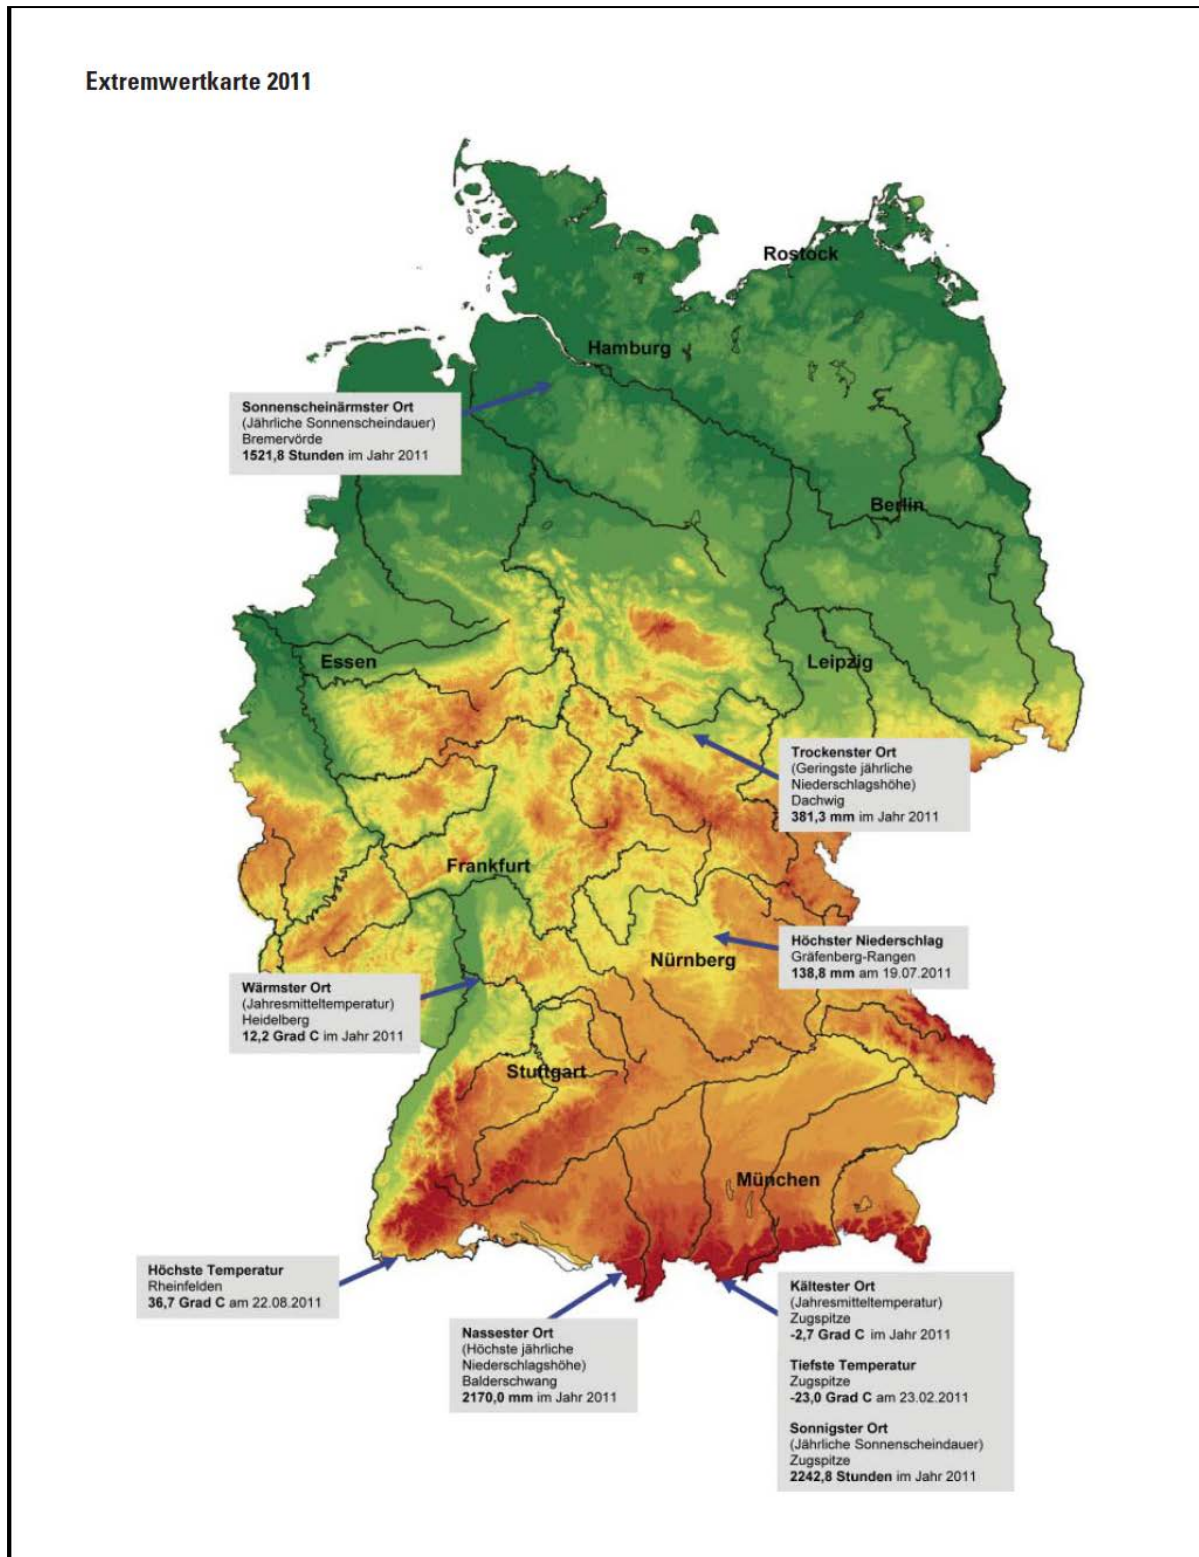 Extremwertkarte 2011
Rostock
Hamburg
Sonnenscheinärmster Ort
(Jährliche Sonnenscheindauer)
Bremervörde
1521,8 Stunden im Jahr 2011
Berlin
Essen
Leipzig
Trockenster Ort
(Geringste jährliche
Niederschlagshöhe)
Dachwig
381,3 mm im Jahr 2011
Frankfurt
Höchster Niederschlag
Gräfenberg-Rangen
138,8 mm am 19.07.2011
Nürnberg
Wärmster Ort
(Jahresmitteltemperatur)
Heidelberg
12,2 Grad C im Jahr 2011
Stuttgart
München
Höchste Temperatur
Rheinfelden
36,7 Grad C am 22.08.2011
Nassester Ort
(Höchste jährliche
Niederschlagshöhe)
Balderschwang
2170,0 mm im Jahr 2011
Kältester Ort
(Jahresmitteltemperatur)
Zugspitze
-2,7 Grad C im Jahr 2011
Tiefste Temperatur
Zugspitze
-23,0 Grad C am 23.02.2011
Sonnigster Ort
(Jährliche Sonnenscheindauer)
Zugspitze
2242,8 Stunden im Jahr 2011